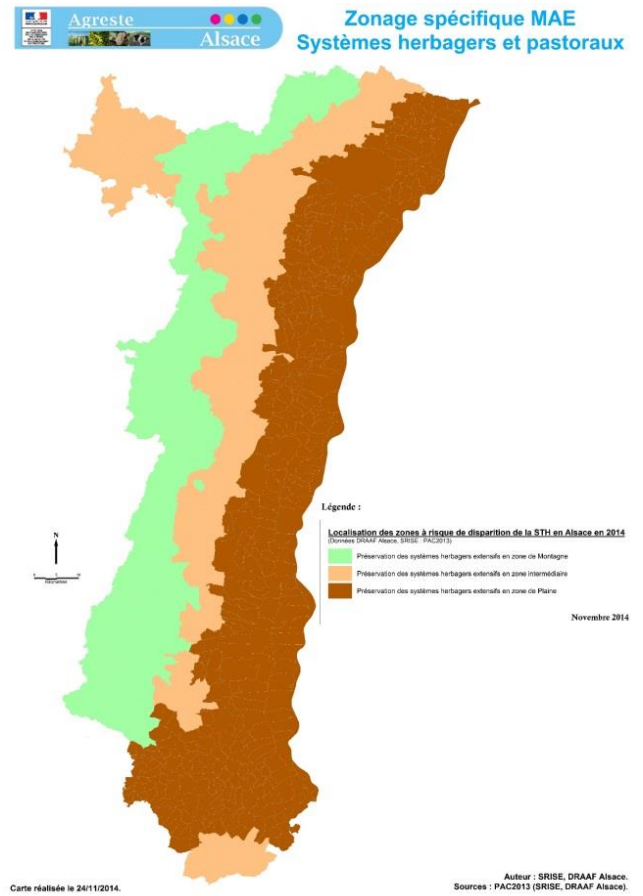 Agreste
Alsace
Zonage spécifique MAE
Systèmes herbagers et pastoraux
Légende :
Localisation des zones à risque de disparition de la STH en Alsace en 2014
(Données DRAAF Alsace, SRISE : PAC2013)
Préservation des systèmes herbagers extensifs en zone de Montagne
Préservation des systèmes herbagers extensifs en zone intermédiaire
Préservation des systèmes herbagers extensifs en zone de Plaine
N
Novembre 2014
Carte réalisée le 24/11/2014.
Auteur : SRISE, DRAAF Alsace.
Sources : PAC2013 (SRISE, DRAAF Alsace).